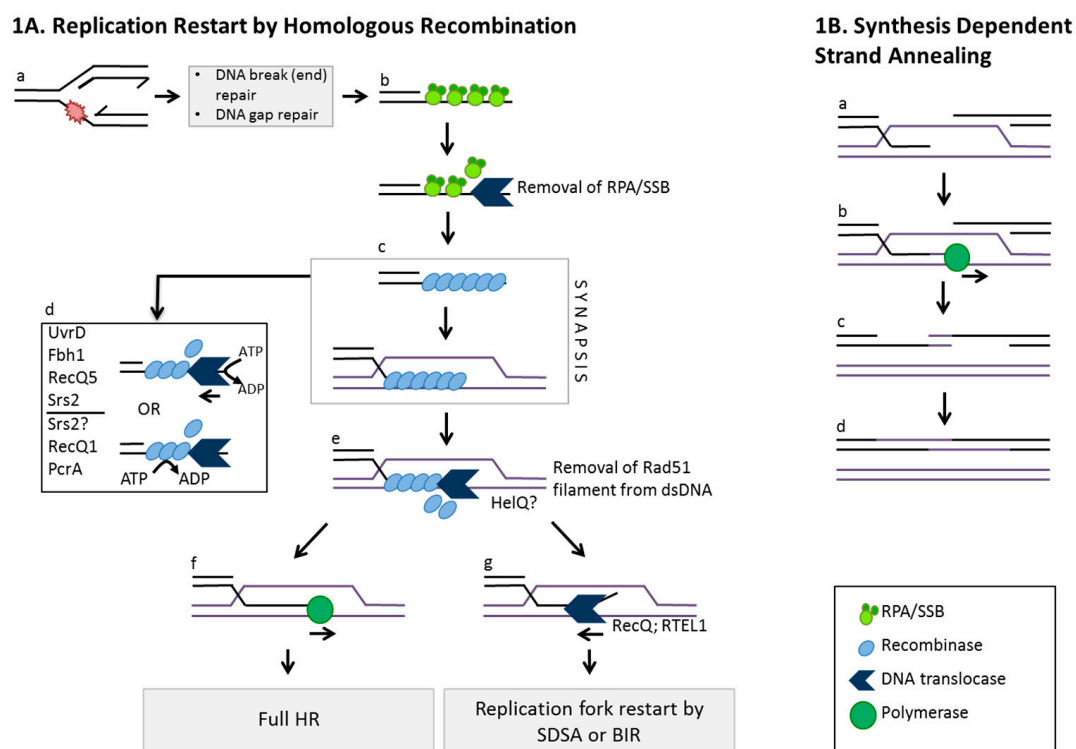 1A. Replication Restart by Homologous Recombination
a
• DNA break (end)
repair
• DNA gap repair
b
Removal of RPA/SSB
c
SYNAPSIS
d
UvrD
Fbh1
RecQ5
Srs2
Srs2?
RecQ1
PcrA
ATP
ADP
OR
ATP ADP
e
Removal of Rad51
filament from dsDNA
HelQ?
f
g
RecQ; RTEL1
Full HR
Replication fork restart by
SDSA or BIR
1B. Synthesis Dependent
Strand Annealing
a
b
c
d
RPA/SSB
Recombinase
DNA translocase
Polymerase